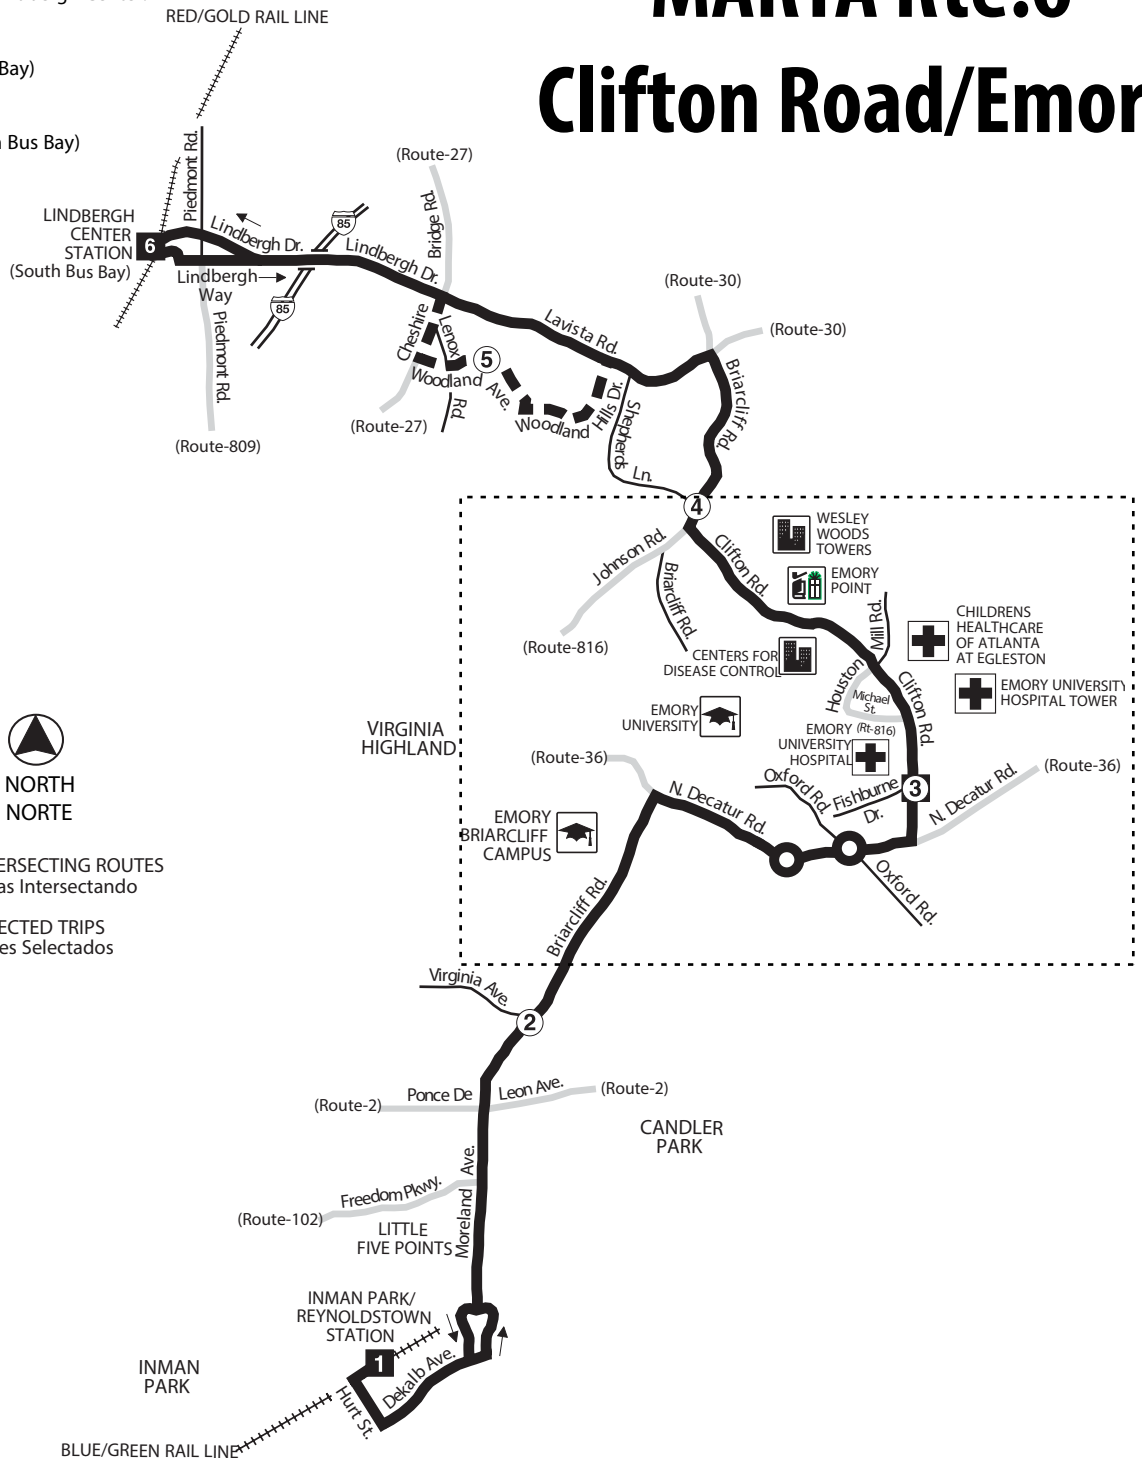 RED/GOLD RAIL LINE
Bay)
Clifton Road/Emor
Bus Bay)
(Route-27)
Piedmont Rd.
Bridge Rd.
LINDBERGH
CENTER
STATION
(South Bus Bay)
6
Lindbergh Dr.
85
Lindbergh Dr.
Lindbergh
Way
85
Piedmont Rd.
(Route-809)
(Route-30)
(Route-30)
Cheshire
Lenox
Rd.
5
Lavista Rd.
Woodland
Ave.
Woodland
Hills Dr.
(Route-27)
Shepherds
Ln.
Briarcliff Rd.
4
Johnson Rd.
Clifton Rd.
WESLEY
WOODS
TOWERS
EMORY
POINT
Briarcliff Rd.
Mill Rd.
Houston
CHILDRENS
HEALTHCARE
OF ATLANTA
AT EGLESTON
(Route-816)
CENTERS FOR
DISEASE CONTROL
Michael
St.
(Rt-816)
Clifton Rd.
EMORY UNIVERSITY
HOSPITAL TOWER
EMORY
UNIVERSITY
VIRGINIA
HIGHLAND
EMORY
UNIVERSITY
HOSPITAL
(Route-36)
Oxford Rd.
Fishburne
Dr.
3
N. Decatur Rd.
(Route-36)
NORTH
NORTE
N. Decatur Rd.
EMORY
BRIARCLIFF
CAMPUS
ERSECTING ROUTES
as Intersectando
Oxford Rd.
Briarcliff Rd.
ECTED TRIPS
es Selectados
Virginia Ave.
2
Ponce De
Leon Ave.
(Route-2)
(Route-2)
CANDLER
PARK
Moreland Ave.
Freedom Pkwy.
(Route-102)
LITTLE
FIVE POINTS
INMAN PARK/
REYNOLDSTOWN
STATION
1
INMAN
PARK
Dekalb Ave.
Hurt St.
BLUE/GREEN RAIL LINE